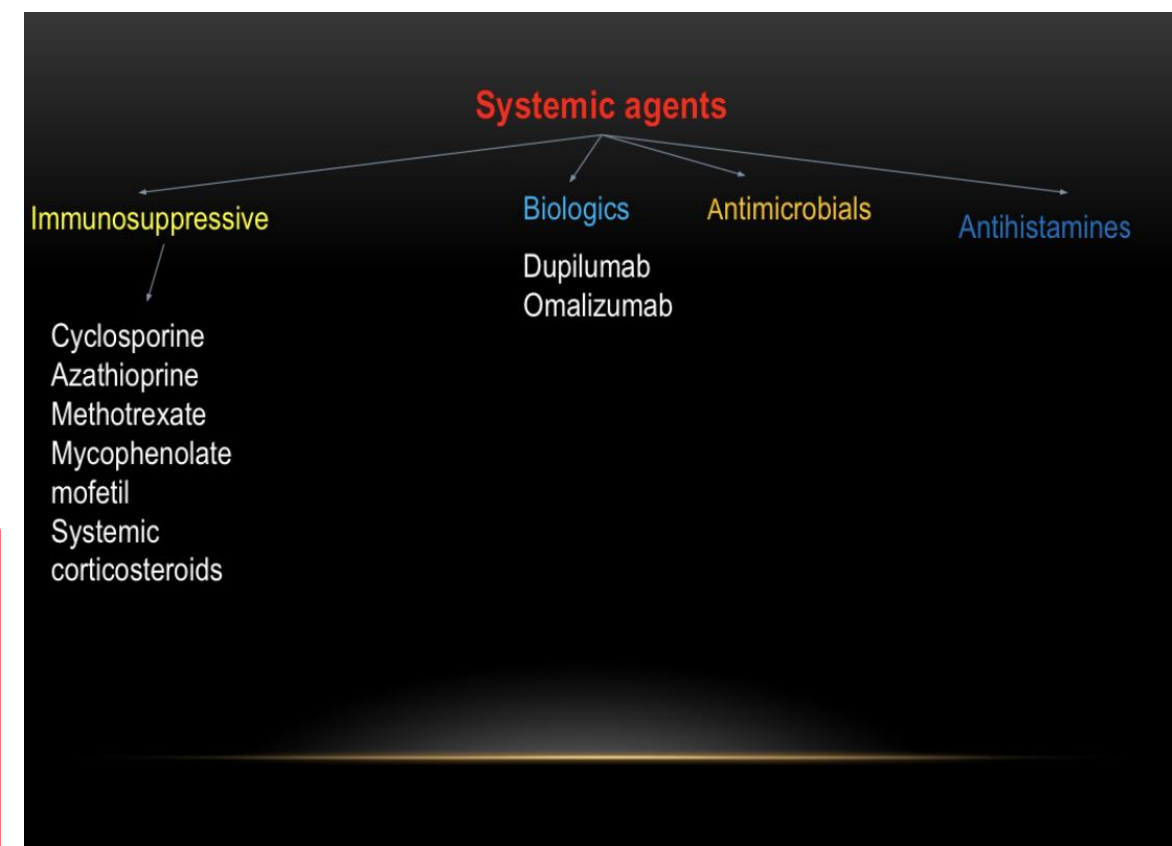 Systemic agents
Immunosuppressive
Biologics
Antimicrobials
Antihistamines
Dupilumab
Omalizumab
Cyclosporine
Azathioprine
Methotrexate
Mycophenolate
mofetil
Systemic
corticosteroids